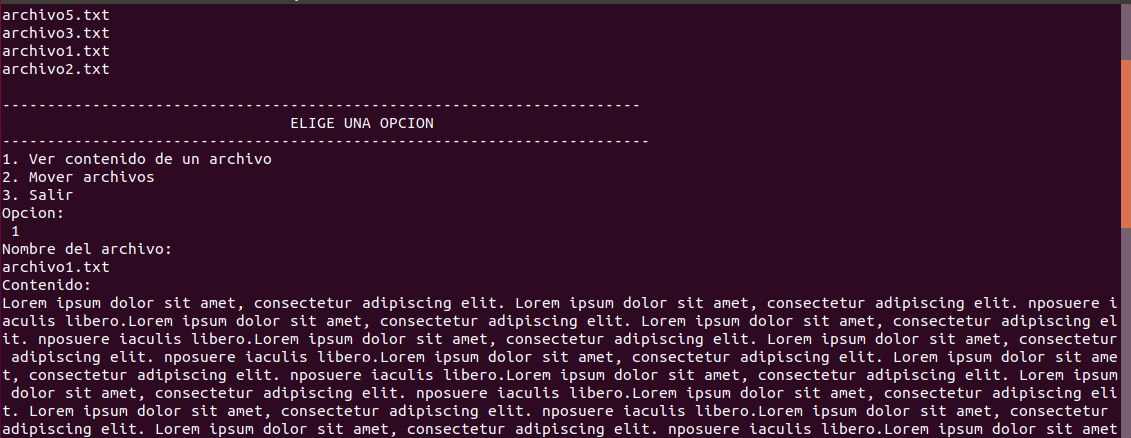 archivo5.txt
archivo3.txt
archivo1.txt
archivo2.txt
-----------------------------------------------------------------------
ELIGE UNA OPCION
------------------------------------------------------------------------
1. Ver contenido de un archivo
2. Mover archivos
3. Salir
Opcion:
1
Nombre del archivo:
archivo1.txt
Contenido:
Lorem ipsum dolor sit amet, consectetur adipiscing elit. Lorem ipsum dolor sit amet, consectetur adipiscing elit. nposuere i
aculis libero.Lorem ipsum dolor sit amet, consectetur adipiscing elit. Lorem ipsum dolor sit amet, consectetur adipiscing el
it. nposuere iaculis libero.Lorem ipsum dolor sit amet, consectetur adipiscing elit. Lorem ipsum dolor sit amet, consectetur
adipiscing elit. nposuere iaculis libero.Lorem ipsum dolor sit amet, consectetur adipiscing elit. Lorem ipsum dolor sit ame
t, consectetur adipiscing elit. nposuere iaculis libero.Lorem ipsum dolor sit amet, consectetur adipiscing elit. Lorem ipsum
dolor sit amet, consectetur adipiscing elit. nposuere iaculis libero.Lorem ipsum dolor sit amet, consectetur adipiscing eli
t. Lorem ipsum dolor sit amet, consectetur adipiscing elit. nposuere iaculis libero.Lorem ipsum dolor sit amet, consectetur
adipiscing elit. Lorem ipsum dolor sit amet, consectetur adipiscing elit. nposuere iaculis libero.Lorem ipsum dolor sit amet